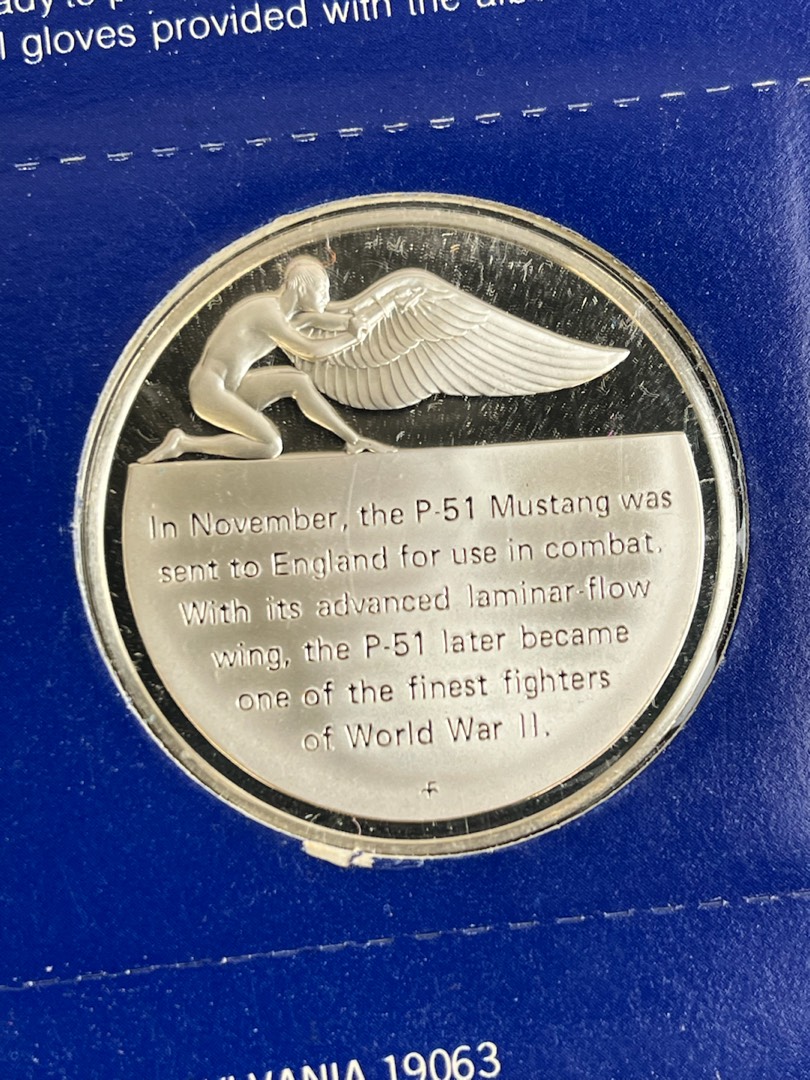 gloves provided with the
In November, the P-51 Mustang was
sent to England for use in combat.
With its advanced laminar-flow
wing, the P-51 later became
one of the finest fighters
of World War II.
19063